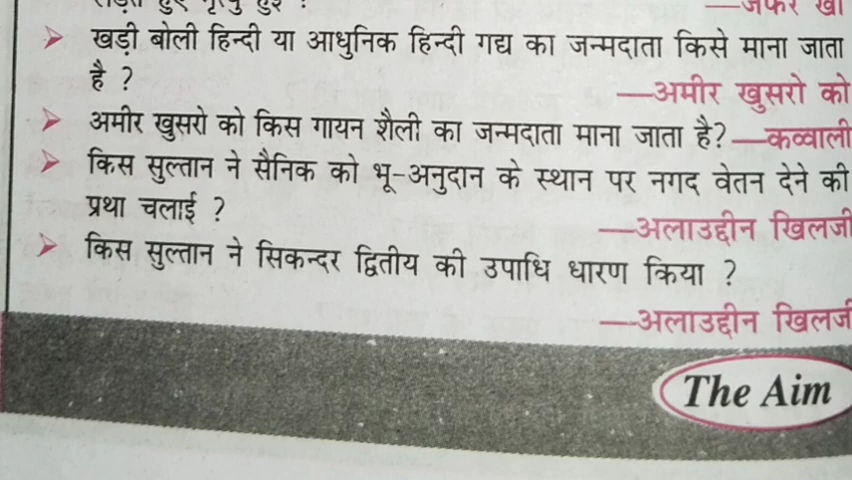 हुए मृत्यु हुई ?
—जफर खाँ
खड़ी बोली हिन्दी या आधुनिक हिन्दी गद्य का जन्मदाता किसे माना जाता
है ?
—अमीर खुसरो को
अमीर खुसरो को किस गायन शैली का जन्मदाता माना जाता है? —कव्वाली
किस सुल्तान ने सैनिक को भू-अनुदान के स्थान पर नगद वेतन देने की
प्रथा चलाई ?
—अलाउद्दीन खिलजी
किस सुल्तान ने सिकन्दर द्वितीय की उपाधि धारण किया ?
—अलाउद्दीन खिलजी
The Aim